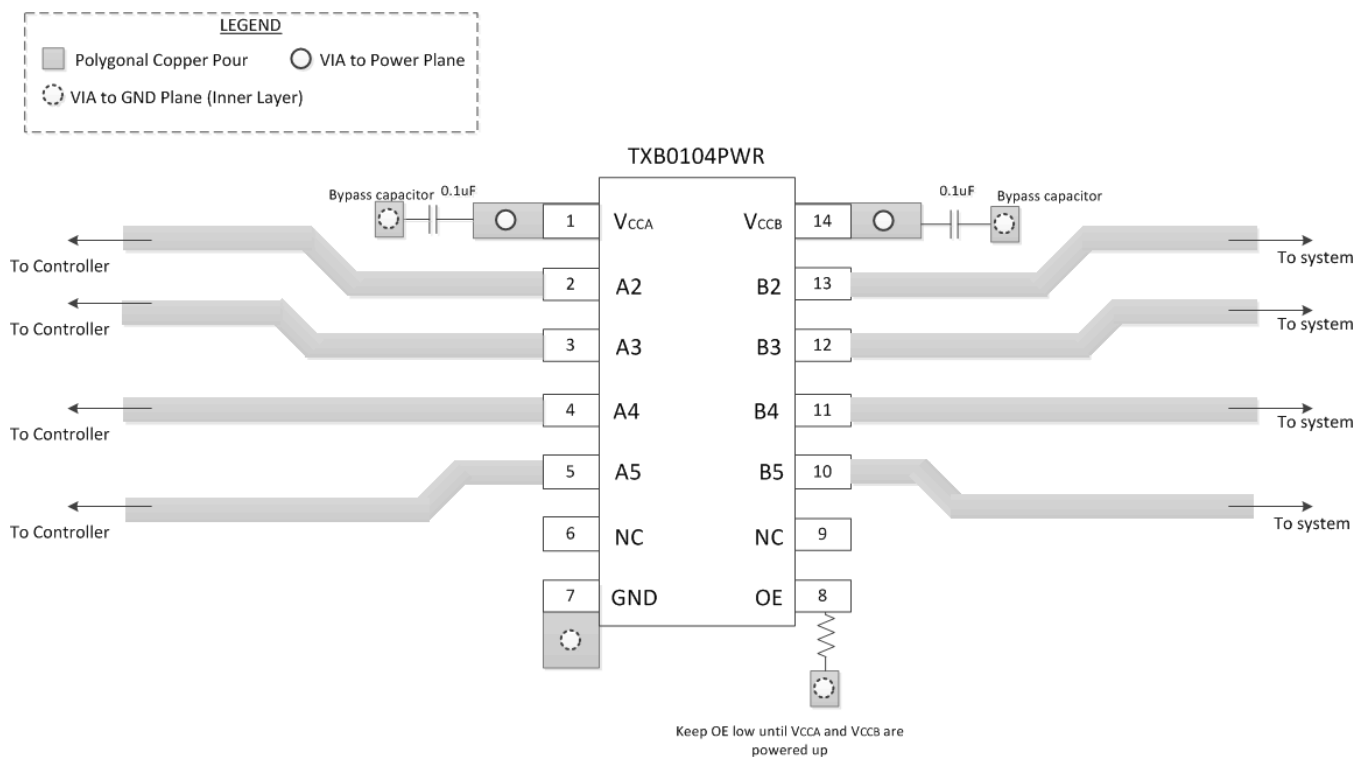 LEGEND
Polygonal Copper Pour
VIA to Power Plane
VIA to GND Plane (Inner Layer)
TXB0104PWR
Bypass capacitor
0.1uF
0.1uF
Bypass capacitor
1
VCCA
VCCB
14
To Controller
To system
2
A2
B2
13
To Controller
To system
3
A3
B3
12
4
A4
B4
11
To Controller
To system
5
A5
B5
10
To Controller
To system
6
NC
NC
9
7
GND
OE
8
Keep OE low until VCCA and VCCB are
powered up